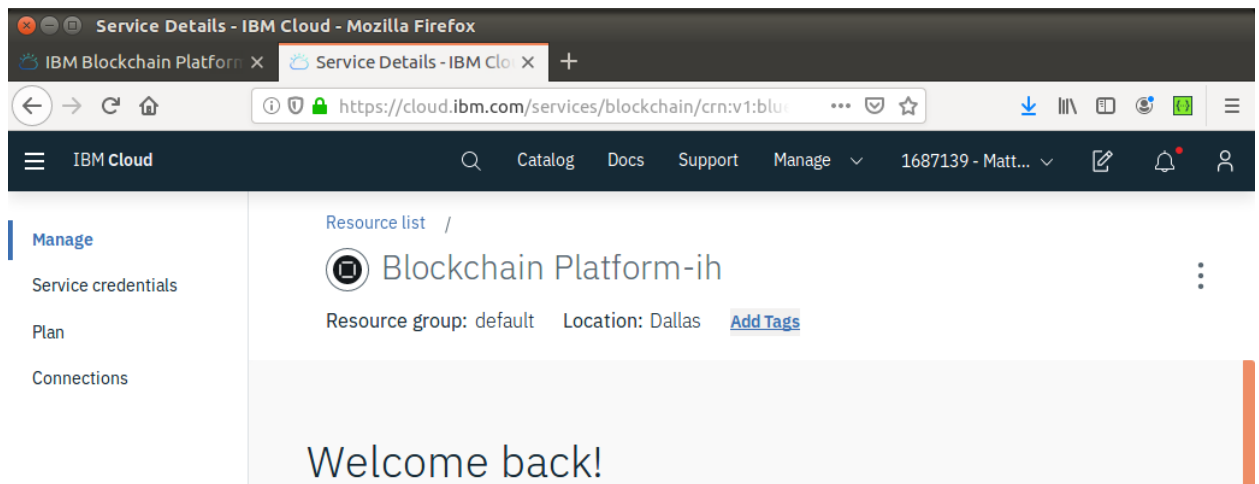 Service Details - IBM Cloud - Mozilla Firefox
IBM Blockchain Platforn Service Details - IBM Clo
https://cloud.ibm.com/services/blockchain/crn:v1:blu
IBM Cloud Catalog Docs Support Manage 1687139 - Matt...
Manage
Service credentials
Plan
Connections
Resource list /
Blockchain Platform-ih
Resource group: default Location: Dallas Add Tags
Welcome back!